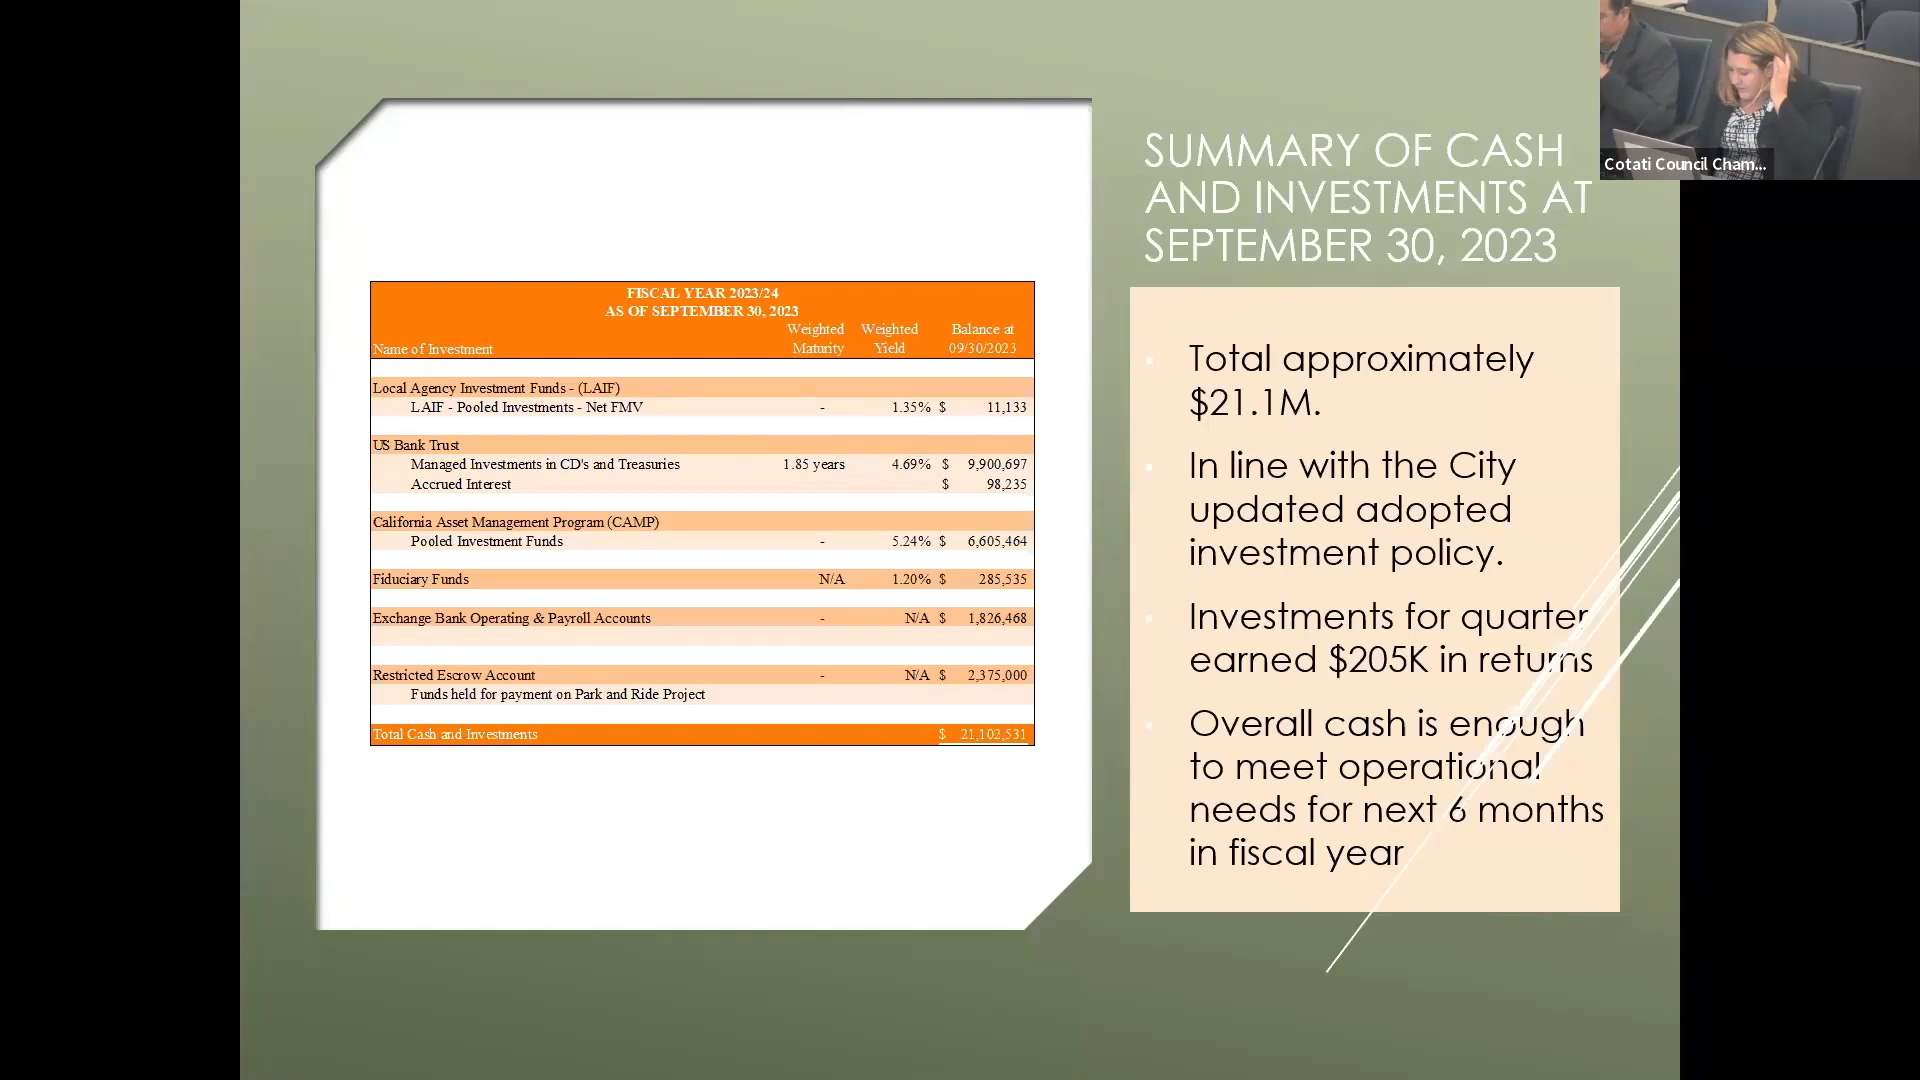 SUMMARY OF CASH
AND INVESTMENTS AT
SEPTEMBER 30, 2023
Cotati Council Cham...
FISCAL YEAR 2023/24
AS OF SEPTEMBER 30, 2023
Name of Investment Weighted Maturity Weighted Yield Balance at 09/30/2023
Local Agency Investment Funds - (LAIF)
LAIF - Pooled Investments - Net FMV - 1.35% $ 11,133
US Bank Trust
Managed Investments in CD's and Treasuries 1.85 years 4.69% $ 9,900,697
Accrued Interest $ 98,235
California Asset Management Program (CAMP)
Pooled Investment Funds - 5.24% $ 6,605,464
Fiduciary Funds N/A 1.20% $ 285,535
Exchange Bank Operating & Payroll Accounts - N/A $ 1,826,468
Restricted Escrow Account - N/A $ 2,375,000
Funds held for payment on Park and Ride Project
Total Cash and Investments $ 21,102,531
Total approximately
$21.1M.
In line with the City
updated adopted
investment policy.
Investments for quarter
earned $205K in returns
Overall cash is enough
to meet operational
needs for next 6 months
in fiscal year